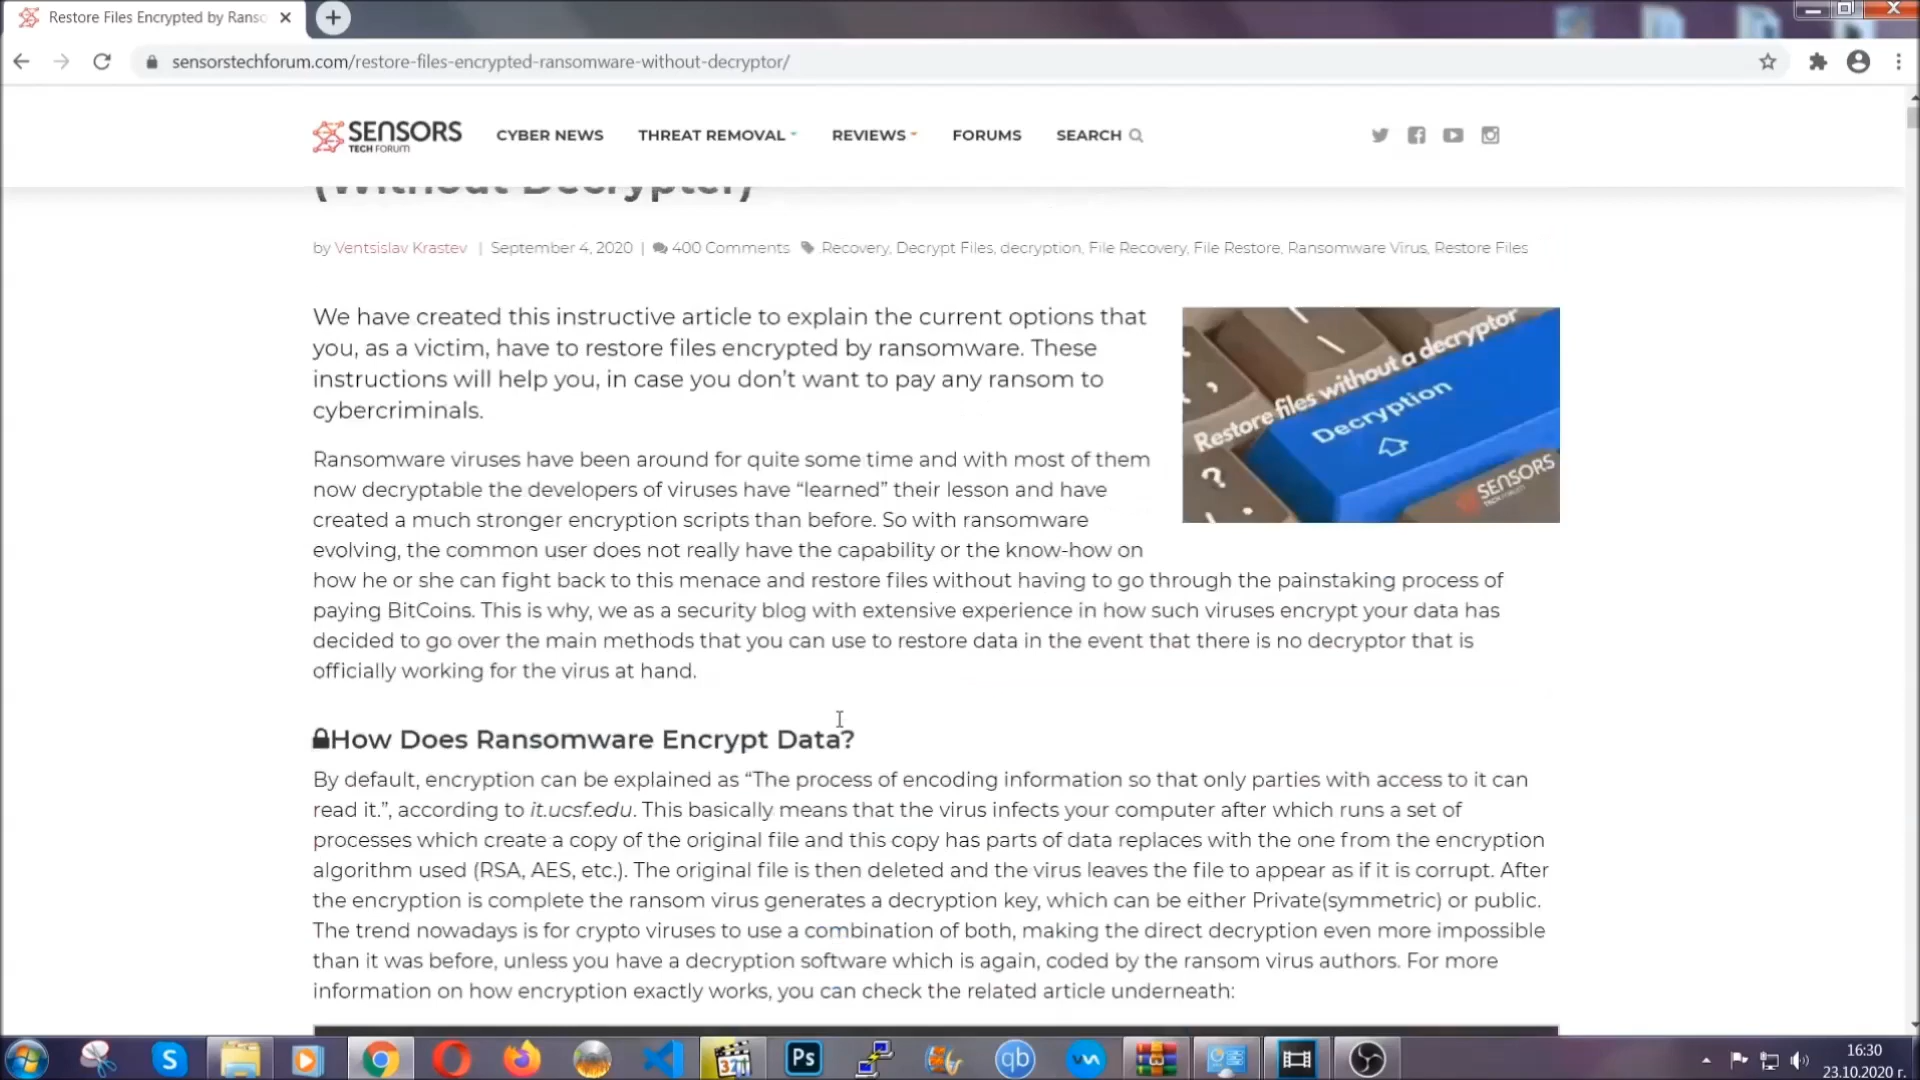 Restore Files Encrypted by Ranso
sensorstechforum.com/restore-files-encrypted-ransomware-without-decryptor/
SENSORS
TECH FORUM
CYBER NEWS
THREAT REMOVAL
REVIEWS
FORUMS
SEARCH
(Without Decrypter)
by Ventsislav Krastev | September 4, 2020 | 400 Comments Recovery, Decrypt Files, decryption, File Recovery, File Restore, Ransomware Virus, Restore Files
We have created this instructive article to explain the current options that
you, as a victim, have to restore files encrypted by ransomware. These
instructions will help you, in case you don't want to pay any ransom to
cybercriminals.
Restore files without a decryptor
Decryption
SENSORS
Ransomware viruses have been around for quite some time and with most of them
now decryptable the developers of viruses have “learned” their lesson and have
created a much stronger encryption scripts than before. So with ransomware
evolving, the common user does not really have the capability or the know-how on
how he or she can fight back to this menace and restore files without having to go through the painstaking process of
paying BitCoins. This is why, we as a security blog with extensive experience in how such viruses encrypt your data has
decided to go over the main methods that you can use to restore data in the event that there is no decryptor that is
officially working for the virus at hand.
How Does Ransomware Encrypt Data?
By default, encryption can be explained as “The process of encoding information so that only parties with access to it can
read it.”, according to it.ucsf.edu. This basically means that the virus infects your computer after which runs a set of
processes which create a copy of the original file and this copy has parts of data replaces with the one from the encryption
algorithm used (RSA, AES, etc.). The original file is then deleted and the virus leaves the file to appear as if it is corrupt. After
the encryption is complete the ransom virus generates a decryption key, which can be either Private(symmetric) or public.
The trend nowadays is for crypto viruses to use a combination of both, making the direct decryption even more impossible
than it was before, unless you have a decryption software which is again, coded by the ransom virus authors. For more
information on how encryption exactly works, you can check the related article underneath:
S
321
Ps
qb
16:30
23.10.2020 г.